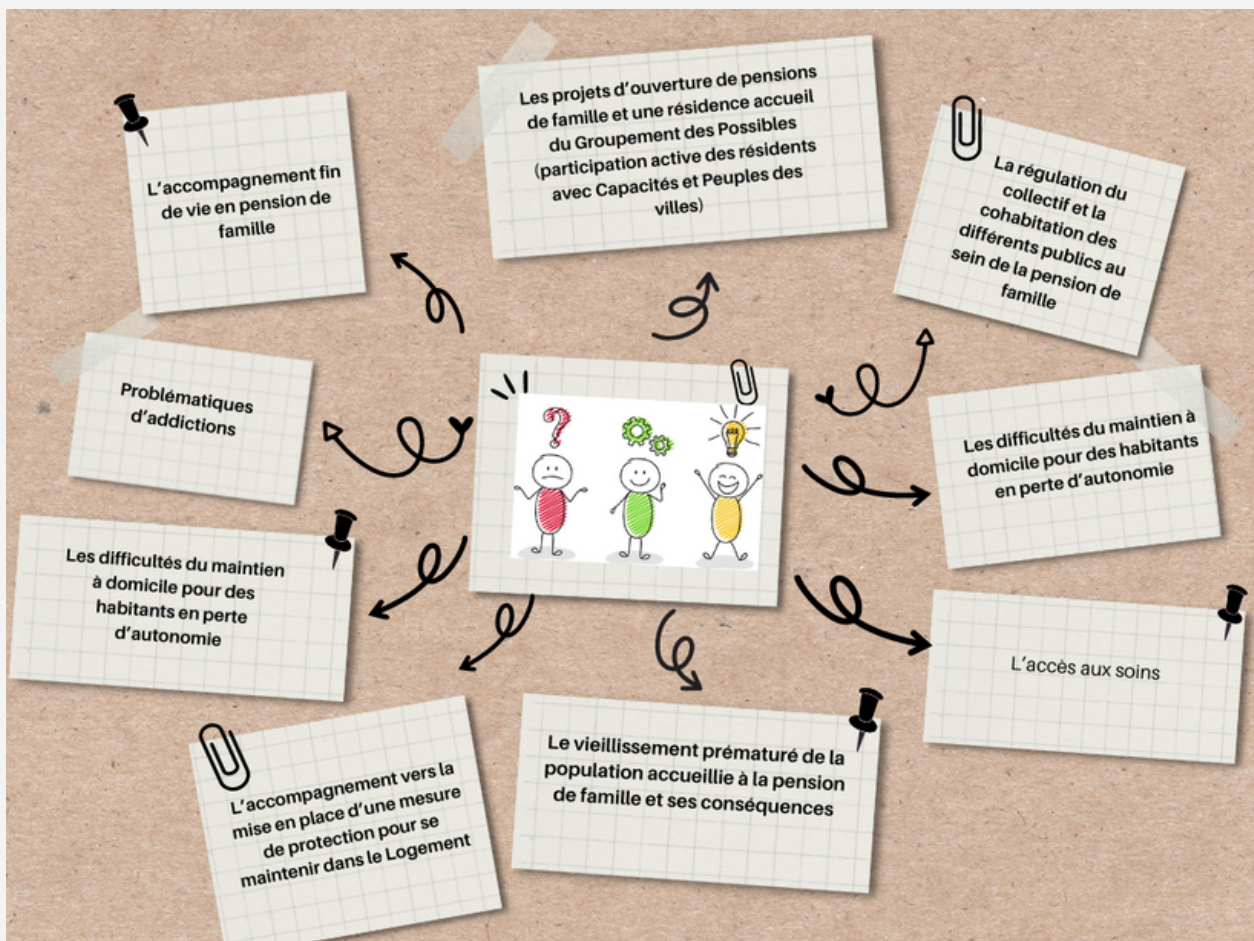 L'accompagnement fin
de vie en pension de
famille
Les projets d'ouverture de pensions
de famille et une résidence accueil
du Groupement des Possibles
(participation active des résidents
avec Capacités et Peuples des
villes)
La régulation du
collectif et la
cohabitation des
différents publics au
sein de la pension de
famille
Problématiques
d'addictions
?
Les difficultés du maintien à
domicile pour des habitants
en perte d'autonomie
Les difficultés du maintien
à domicile pour des
habitants en perte
d'autonomie
L'accès aux soins
L'accompagnement vers la
mise en place d'une mesure
de protection pour se
maintenir dans le Logement
Le vieillissement prématuré de la
population accueillie à la pension
de famille et ses conséquences